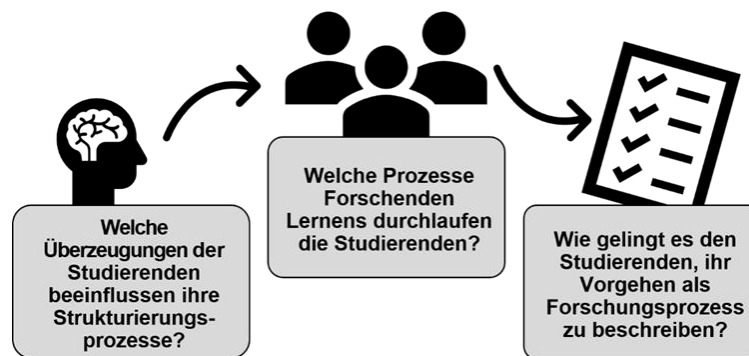 Welche
Überzeugungen der
Studierenden
beeinflussen ihre
Strukturierungs-
prozesse?
Welche Prozesse
Forschenden
Lernens durchlaufen
die Studierenden?
Wie gelingt es den
Studierenden, ihr
Vorgehen als
Forschungsprozess
zu beschreiben?